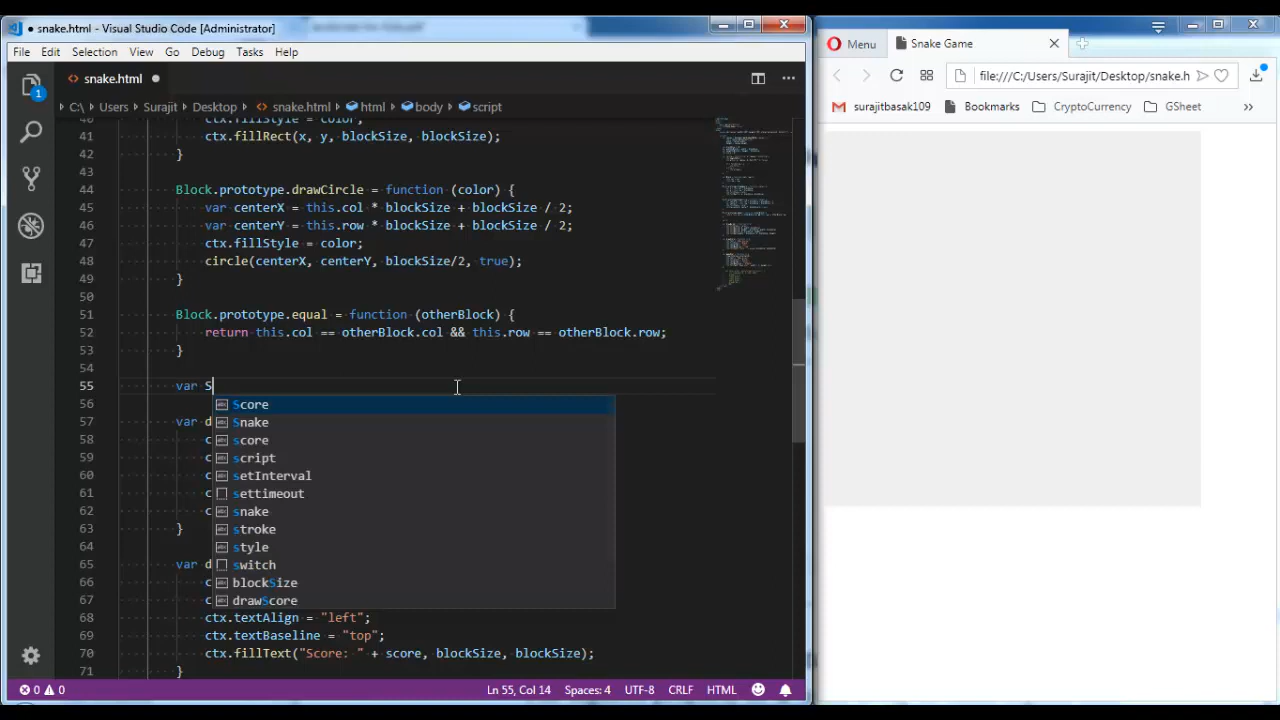 snake.html - Visual Studio Code [Administrator]
File Edit Selection View Go Debug Tasks Help
<> snake.html
C:\ > Users > Surajit > Desktop > <> snake.html > html > body > script
40 ctx.fillStyle = color;
41 ctx.fillRect(x, y, blockSize, blockSize);
42 }
43
44 Block.prototype.drawCircle = function (color) {
45 var centerX = this.col * blockSize + blockSize / 2;
46 var centerY = this.row * blockSize + blockSize / 2;
47 ctx.fillStyle = color;
48 circle(centerX, centerY, blockSize/2, true);
49 }
50
51 Block.prototype.equal = function (otherBlock) {
52 return this.col == otherBlock.col && this.row == otherBlock.row;
53 }
54
55 var S
Score
56
Snake
57 var d
score
58 c
script
59 c
setInterval
60 c
settimeout
61 c
snake
62 c
stroke
63 }
style
64
switch
65 var d
blockSize
66 c
drawScore
67 c
68 ctx.textAlign = "left";
69 ctx.textBaseline = "top";
70 ctx.fillText("Score: " + score, blockSize, blockSize);
71 }
1
0 0 Ln 55, Col 14 Spaces: 4 UTF-8 CRLF HTML
Menu Snake Game
file:///C:/Users/Surajit/Desktop/snake.h
surajitbasak109 Bookmarks CryptoCurrency GSheet »